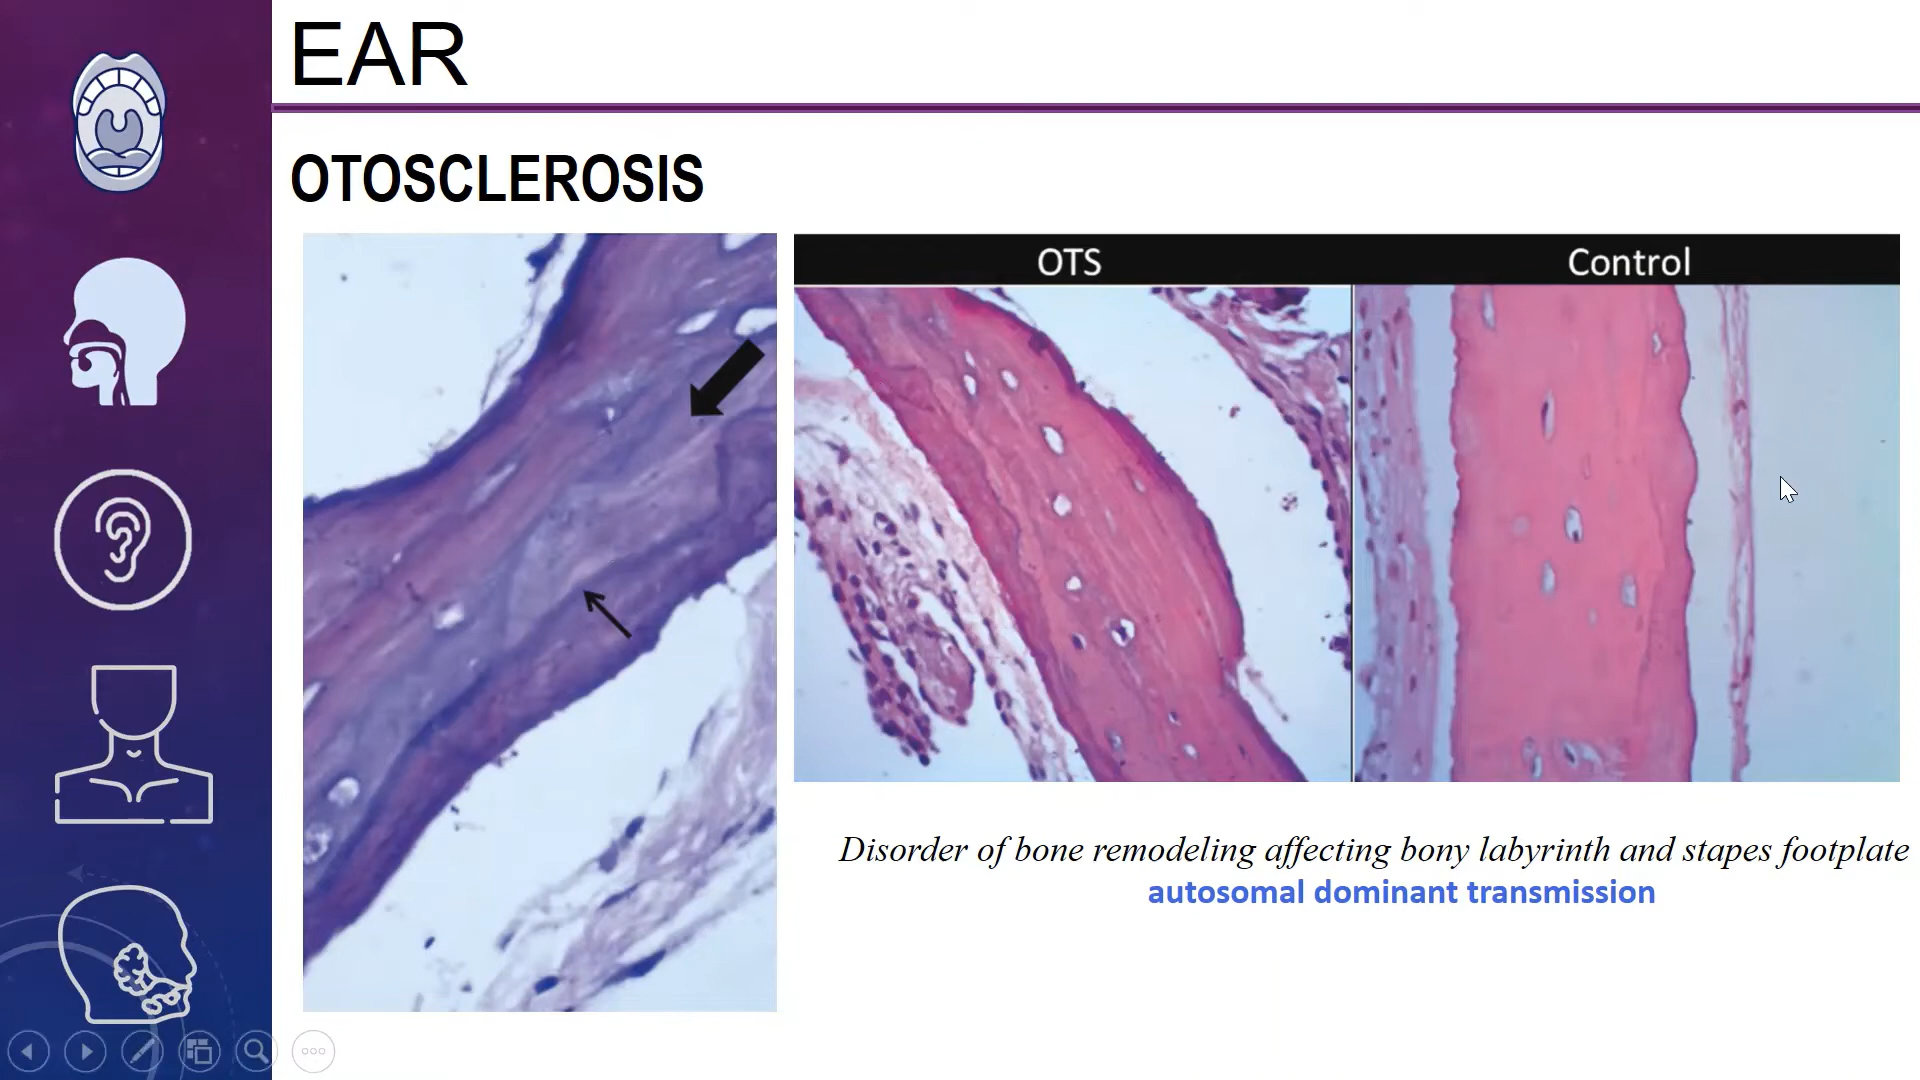 EAR
OTOSCLEROSIS
OTS
Control
Disorder of bone remodeling affecting bony labyrinth and stapes footplate
autosomal dominant transmission